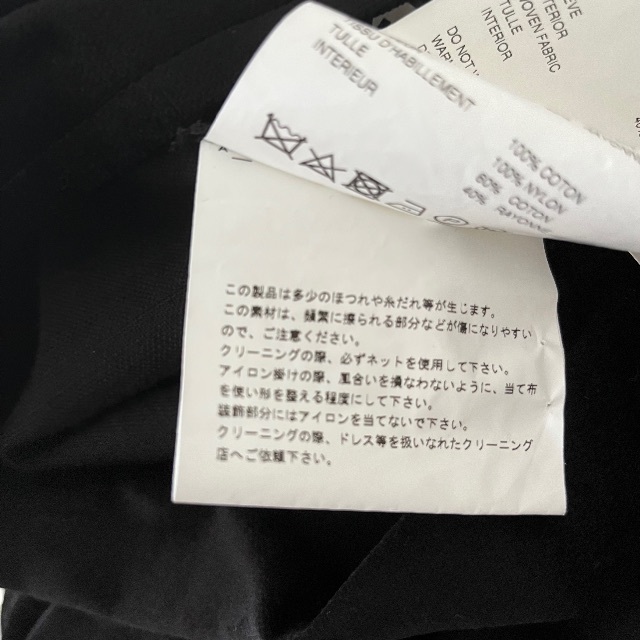 TISSU D'HABILLEMENT
TULLE
INTERIEUR
100% COTON
100% NYLON
60% COTON
40% RAYONNE
TERIOR
WOVEN FABRIC
TULLE
INTERIOR
DO NOT
この製品は多少のほつれや糸だれ等が生じます。
この素材は、頻繁に擦られる部分などが傷になりやすい
ので、ご注意ください。
クリーニングの際、必ずネットを使用して下さい。
アイロン掛けの際、風合いを損なわないように、当て布
を使い形を整える程度にして下さい。
装飾部分にはアイロンを当てないで下さい。
クリーニングの際、ドレス等を扱いなれたクリーニング
店へご依頼下さい。